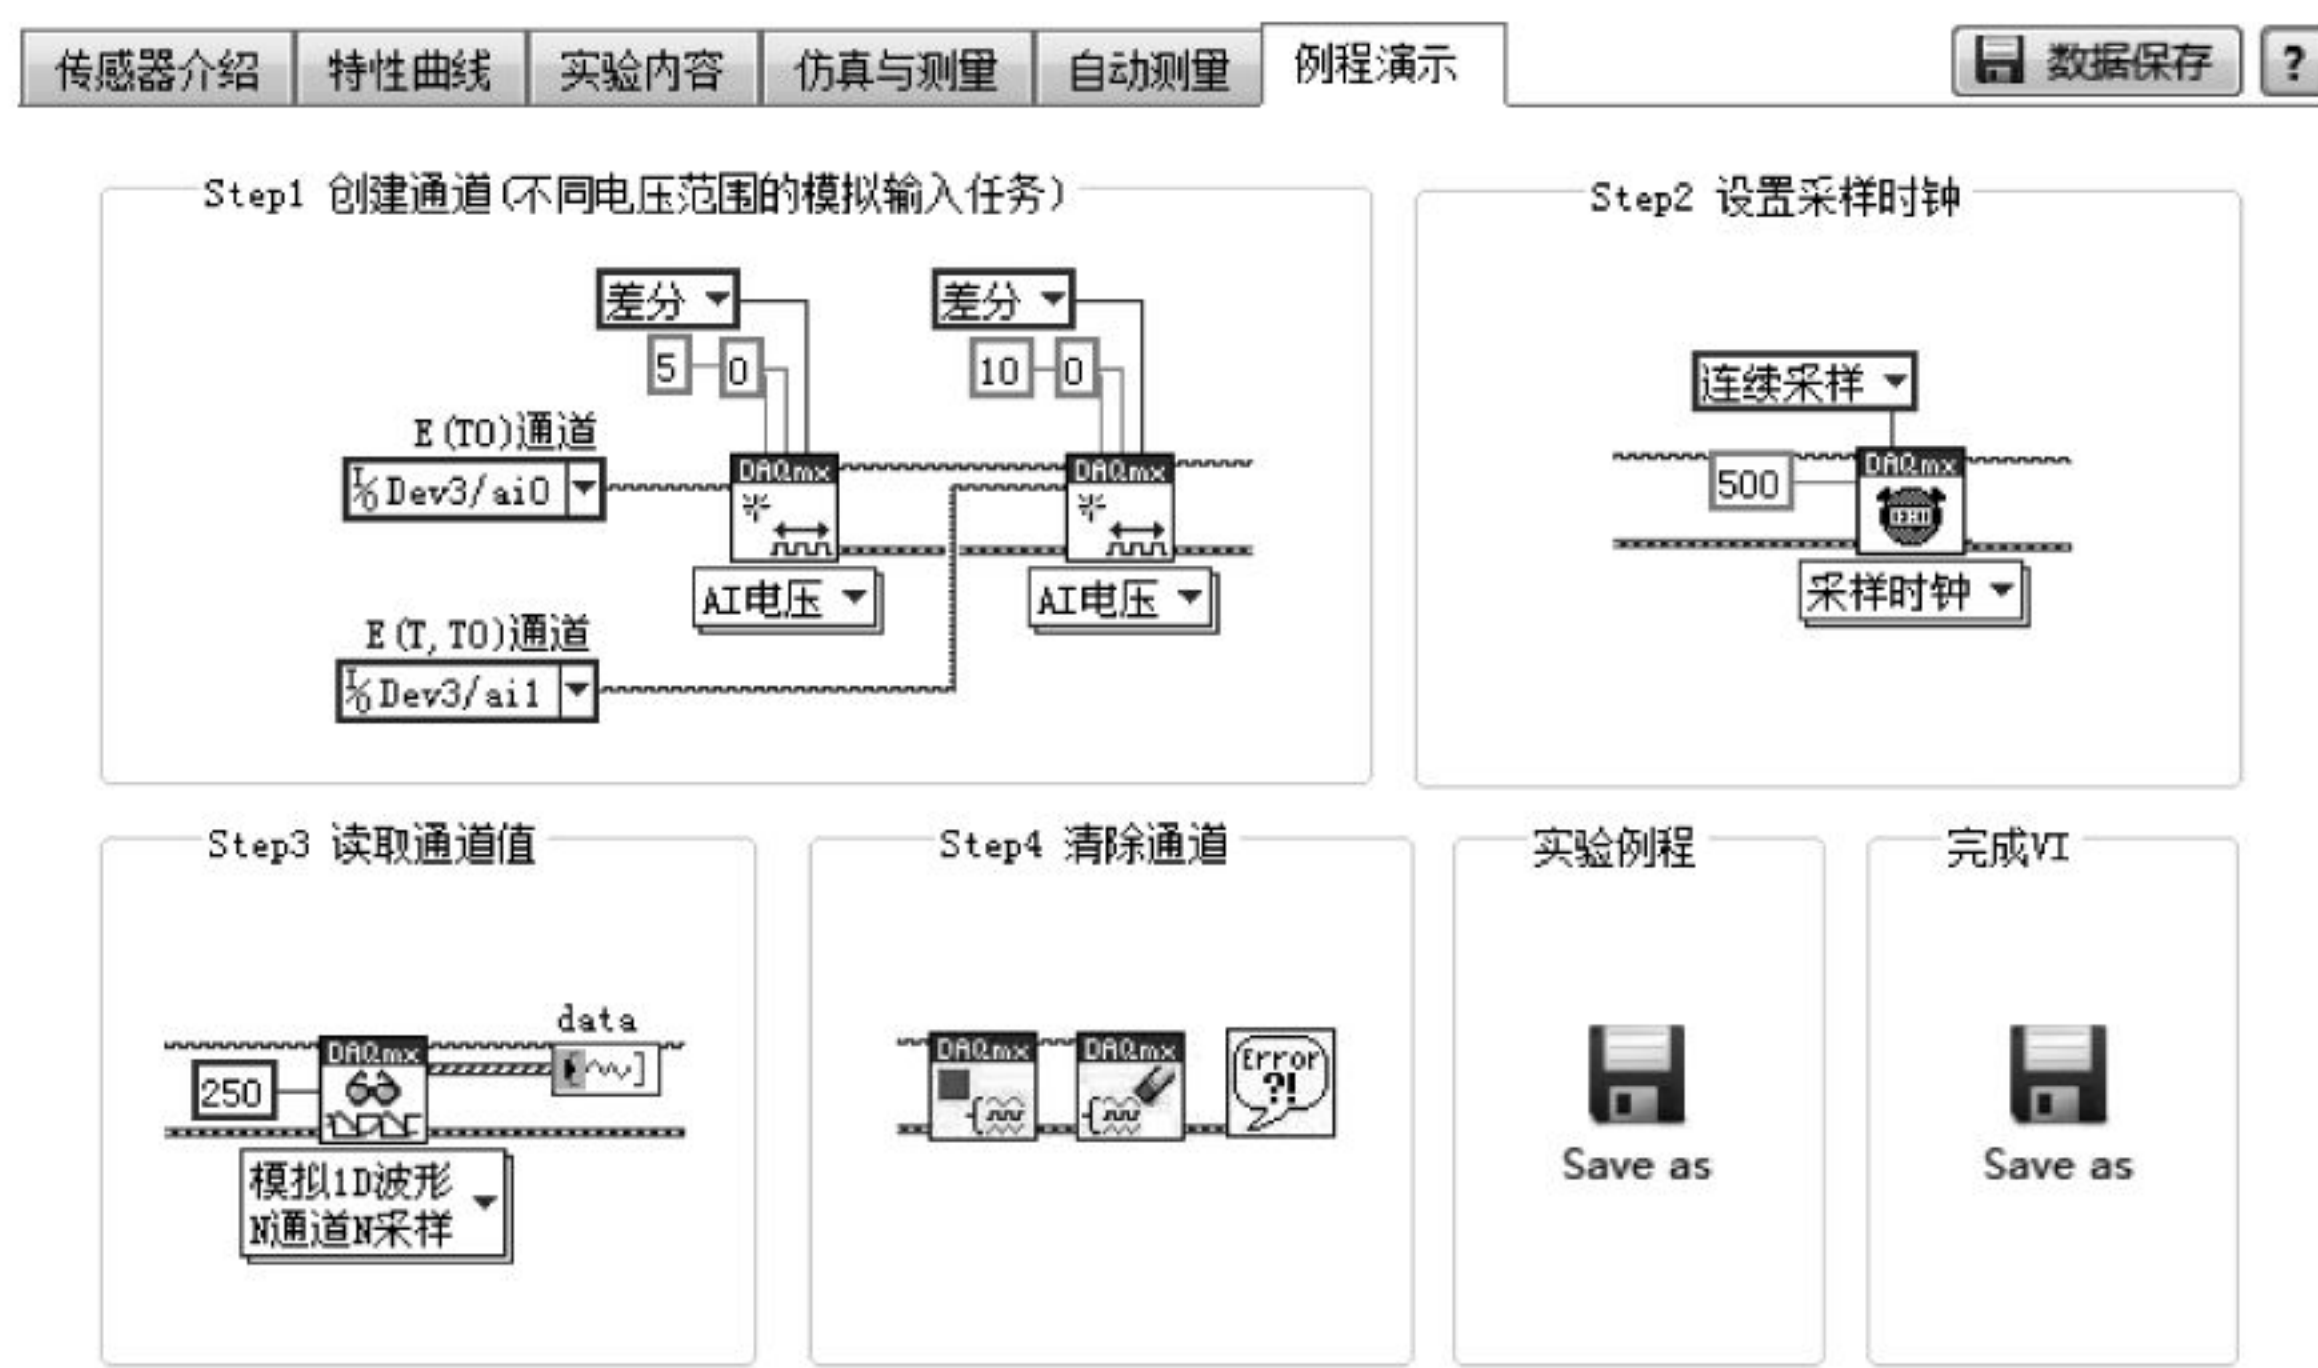 传感器介绍 特性曲线 实验内容 仿真与测量 自动测量 例程演示 数据保存 ?
Step1 创建通道(不同电压范围的模拟输入任务)
差分 差分
5 0 10 0
E(T0)通道
I/O Dev3/ai0
DAQmx DAQmx
AI电压 AI电压
E(T,T0)通道
I/O Dev3/ai1
Step2 设置采样时钟
连续采样
500
DAQmx
采样时钟
Step3 读取通道值
data
DAQmx
250
模拟1D波形
N通道N采样
Step4 清除通道
DAQmx DAQmx
Error
?!
实验例程
Save as
完成VI
Save as